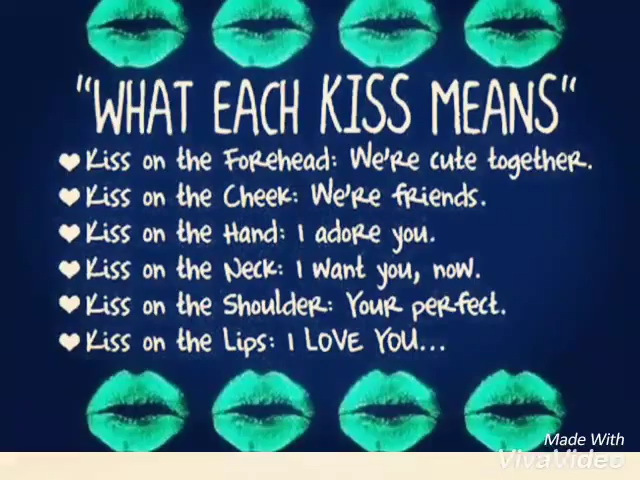 "WHAT EACH KISS MEANS"
❤Kiss on the Forehead: We're cute together.
❤Kiss on the Cheek: We're friends.
❤Kiss on the Hand: I adore you.
❤Kiss on the Neck: I want you, now.
❤Kiss on the Shoulder: Your perfect.
❤Kiss on the Lips: I LOVE YOU...
Made With
VivaVideo